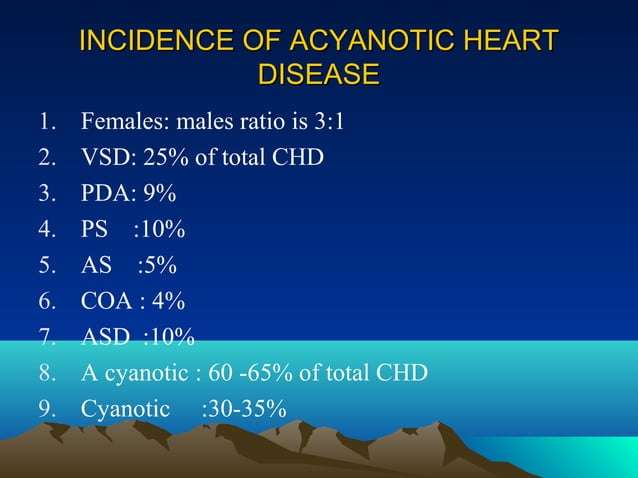 INCIDENCE OF ACYANOTIC HEART
DISEASE
1. Females: males ratio is 3:1
2. VSD: 25% of total CHD
3. PDA: 9%
4. PS :10%
5. AS :5%
6. COA : 4%
7. ASD :10%
8. A cyanotic : 60 -65% of total CHD
9. Cyanotic :30-35%